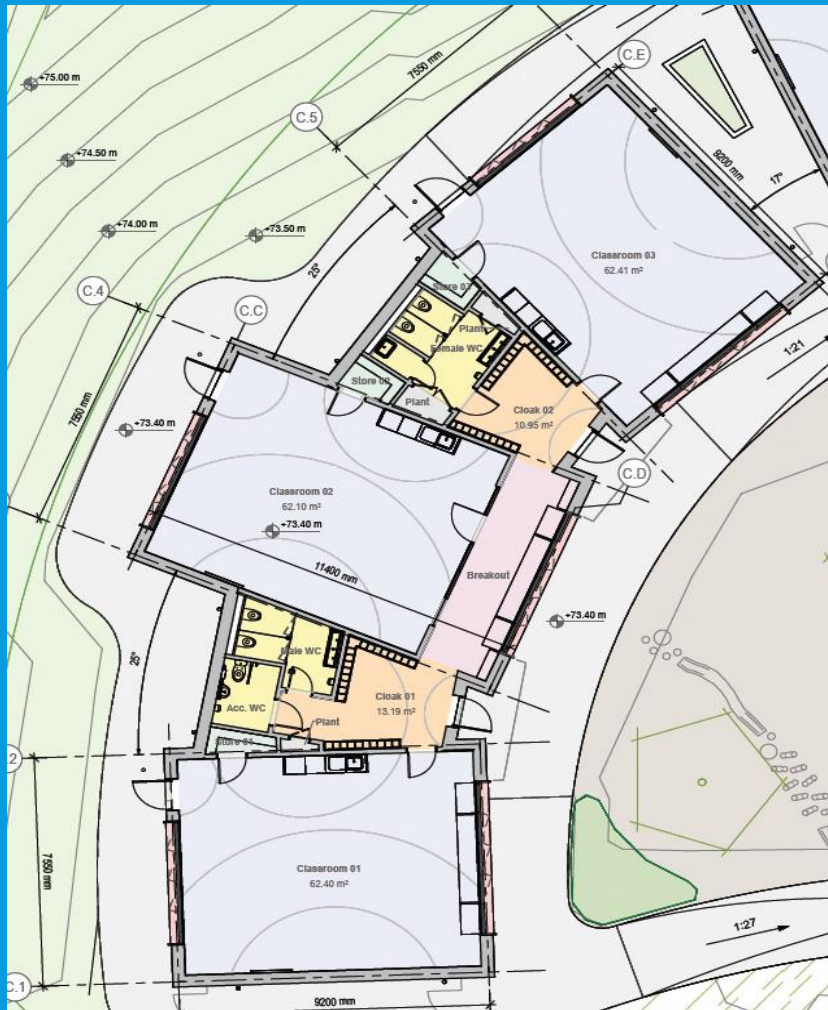 C.E
7550 mm
+75.00 m
C.5
+74.50 m
9200 mm
17°
+74.00 m
+73.50 m
Classroom 03
62.41 m²
25°
Store 03
C.4
C.C
Plant
Female WC
1:21
Store 02
Plant
Cloak 02
10.95 m²
7550 mm
+73.40 m
C.D
Classroom 02
62.10 m²
+73.40 m
11400 mm
Breakout
+73.40 m
25°
Male WC
Cloak 01
13.19 m²
Acc. WC
Plant
Store 01
2
Classroom 01
62.40 m²
7550 mm
1:27
C.1
9200 mm